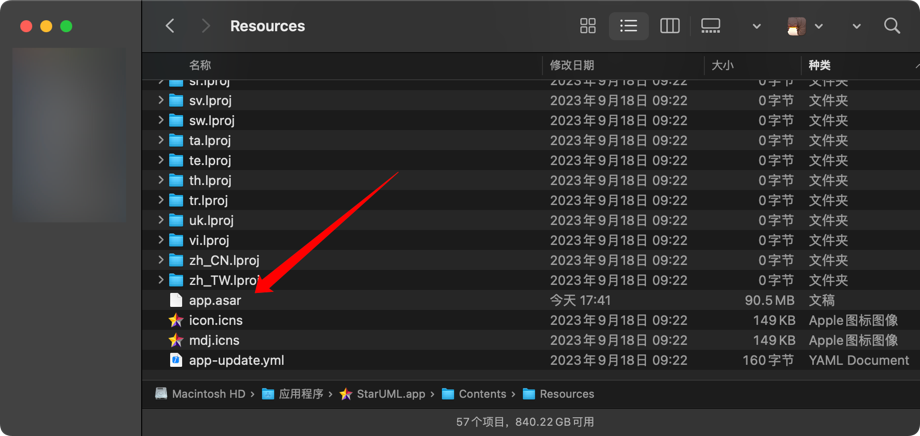 Resources
名称 修改日期 大小 种类
sr.lproj 2023年9月18日 09:22 0字节 文件夹
sv.lproj 2023年9月18日 09:22 0字节 文件夹
sw.lproj 2023年9月18日 09:22 0字节 文件夹
ta.lproj 2023年9月18日 09:22 0字节 文件夹
te.lproj 2023年9月18日 09:22 0字节 文件夹
th.lproj 2023年9月18日 09:22 0字节 文件夹
tr.lproj 2023年9月18日 09:22 0字节 文件夹
uk.lproj 2023年9月18日 09:22 0字节 文件夹
vi.lproj 2023年9月18日 09:22 0字节 文件夹
zh_CN.lproj 2023年9月18日 09:22 0字节 文件夹
zh_TW.lproj 2023年9月18日 09:22 0字节 文件夹
app.asar 今天 17:41 90.5 MB 文稿
icon.icns 2023年9月18日 09:22 149 KB Apple图标图像
mdj.icns 2023年9月18日 09:22 149 KB Apple图标图像
app-update.yml 2023年9月18日 09:22 160字节 YAML Document
Macintosh HD › 应用程序 › StarUML.app › Contents › Resources
57个项目，840.22 GB可用